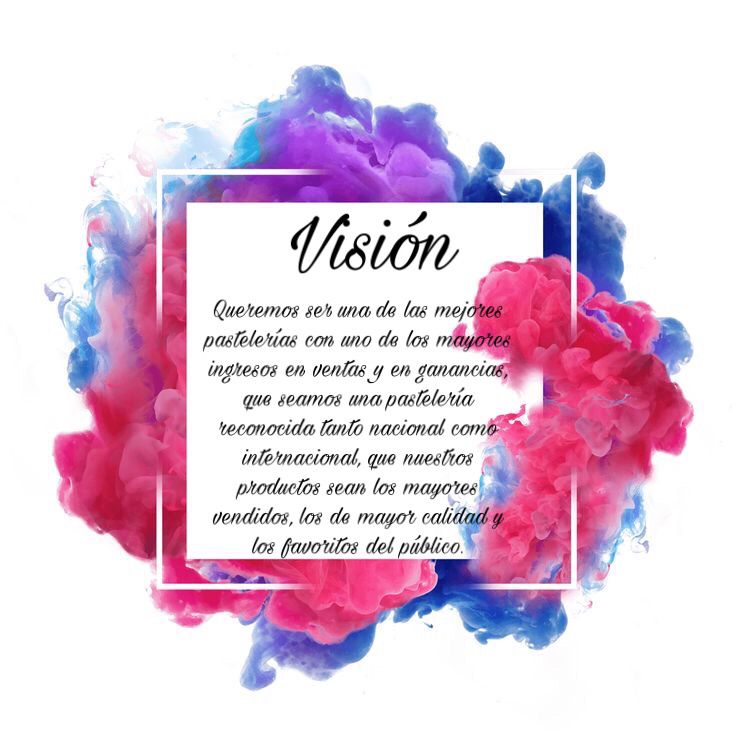 Visión
Queremos ser una de las mejores
pastelerías con uno de los mayores
ingresos en ventas y en ganancias,
que seamos una pastelería
reconocida tanto nacional como
internacional, que nuestros
productos sean los mayores
vendidos, los de mayor calidad y
los favoritos del público.